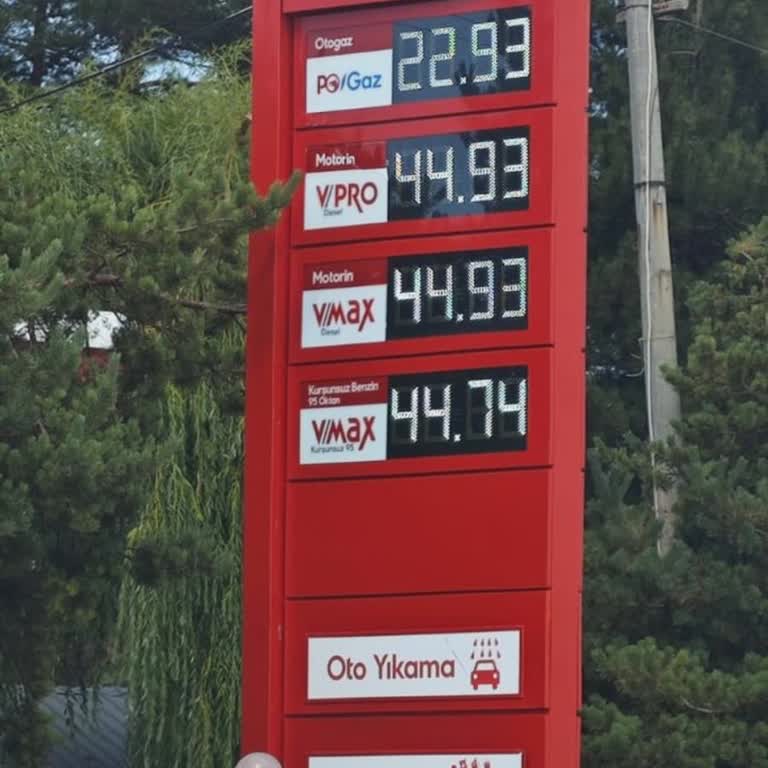 Otogaz
PO/Gaz
22.93
Motorin
V/PRO
Diesel
44.93
Motorin
V/Max
Diesel
44.93
Kurşunsuz Benzin
95 Oktan
V/Max
Kurşunsuz 95
44.74
Oto Yıkama